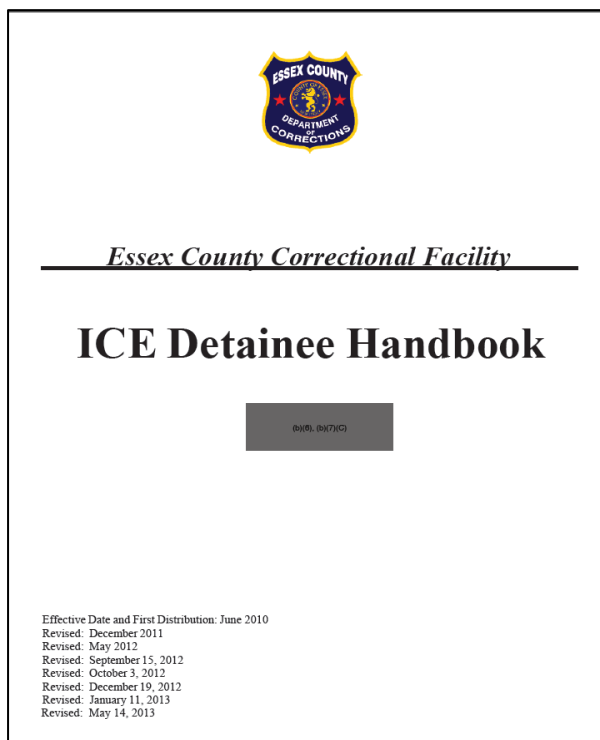 ESSEX COUNTY
DEPARTMENT
OF
CORRECTIONS
Essex County Correctional Facility
ICE Detainee Handbook
(b)(6), (b)(7)(C)
Effective Date and First Distribution: June 2010
Revised: December 2011
Revised: May 2012
Revised: September 15, 2012
Revised: October 3, 2012
Revised: December 19, 2012
Revised: January 11, 2013
Revised: May 14, 2013